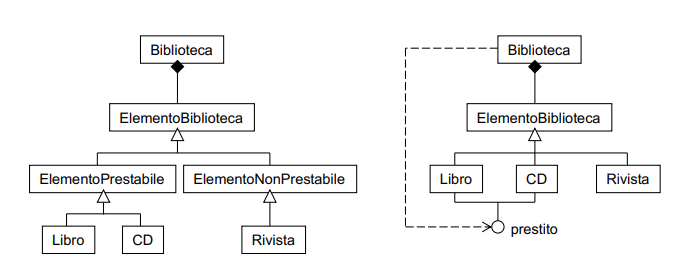 Biblioteca
ElementoBiblioteca
ElementoPrestabile
ElementoNonPrestabile
Libro
CD
Rivista
Biblioteca
ElementoBiblioteca
Libro
CD
Rivista
prestito